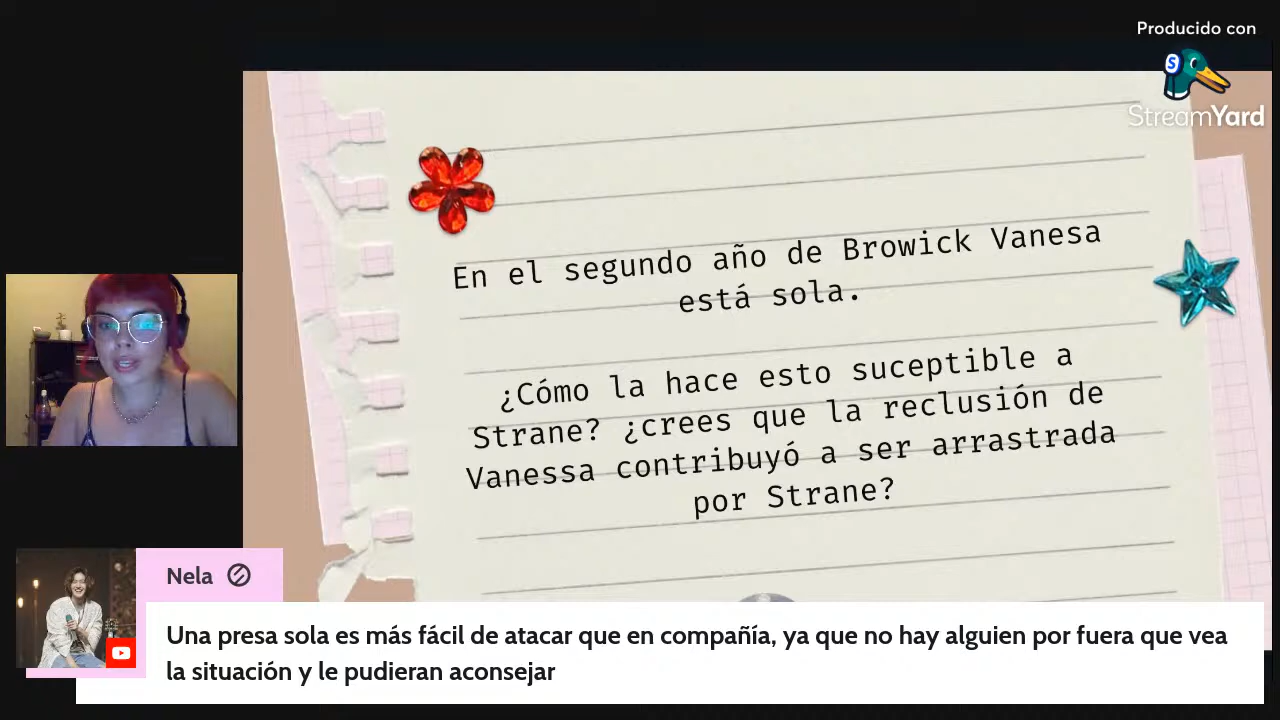 Producido con
StreamYard
En el segundo año de Browick Vanesa
está sola.
¿Cómo la hace esto suceptible a
Strane? ¿crees que la reclusión de
Vanessa contribuyó a ser arrastrada
por Strane?
Nela
Una presa sola es más fácil de atacar que en compañía, ya que no hay alguien por fuera que vea
la situación y le pudieran aconsejar